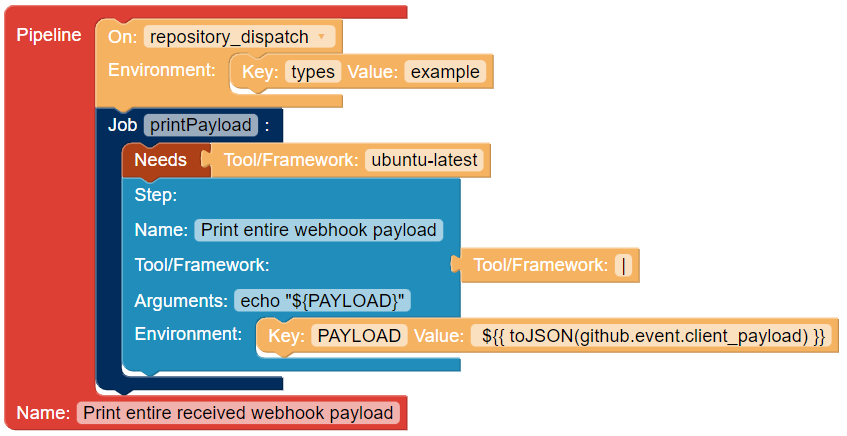 Pipeline
On: repository_dispatch
Environment: Key: types Value: example
Job printPayload :
Needs Tool/Framework: ubuntu-latest
Step:
Name: Print entire webhook payload
Tool/Framework: Tool/Framework: |
Arguments: echo "${PAYLOAD}"
Environment: Key: PAYLOAD Value: ${{ toJSON(github.event.client_payload) }}
Name: Print entire received webhook payload